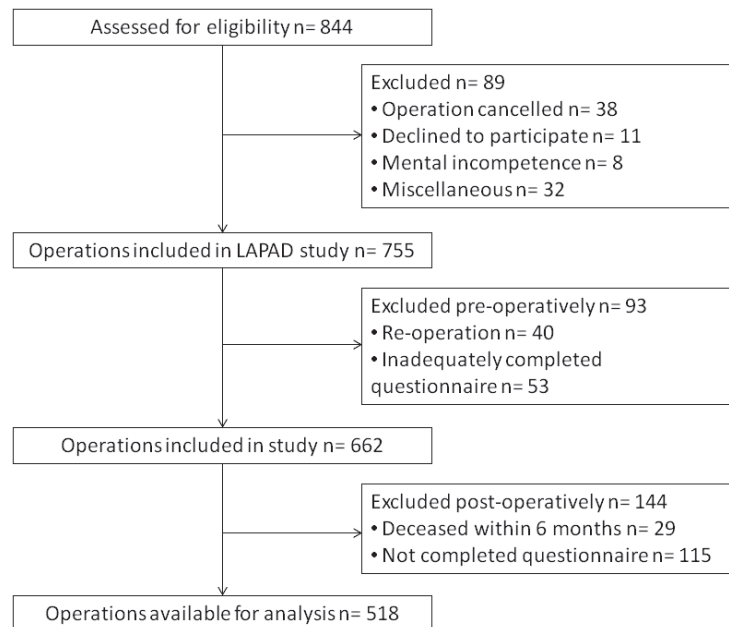 Assessed for eligibility n= 844
Excluded n= 89
• Operation cancelled n= 38
• Declined to participate n= 11
• Mental incompetence n= 8
• Miscellaneous n= 32
Operations included in LAPAD study n= 755
Excluded pre-operatively n= 93
• Re-operation n= 40
• Inadequately completed
questionnaire n= 53
Operations included in study n= 662
Excluded post-operatively n= 144
• Deceased within 6 months n= 29
• Not completed questionnaire n= 115
Operations available for analysis n= 518